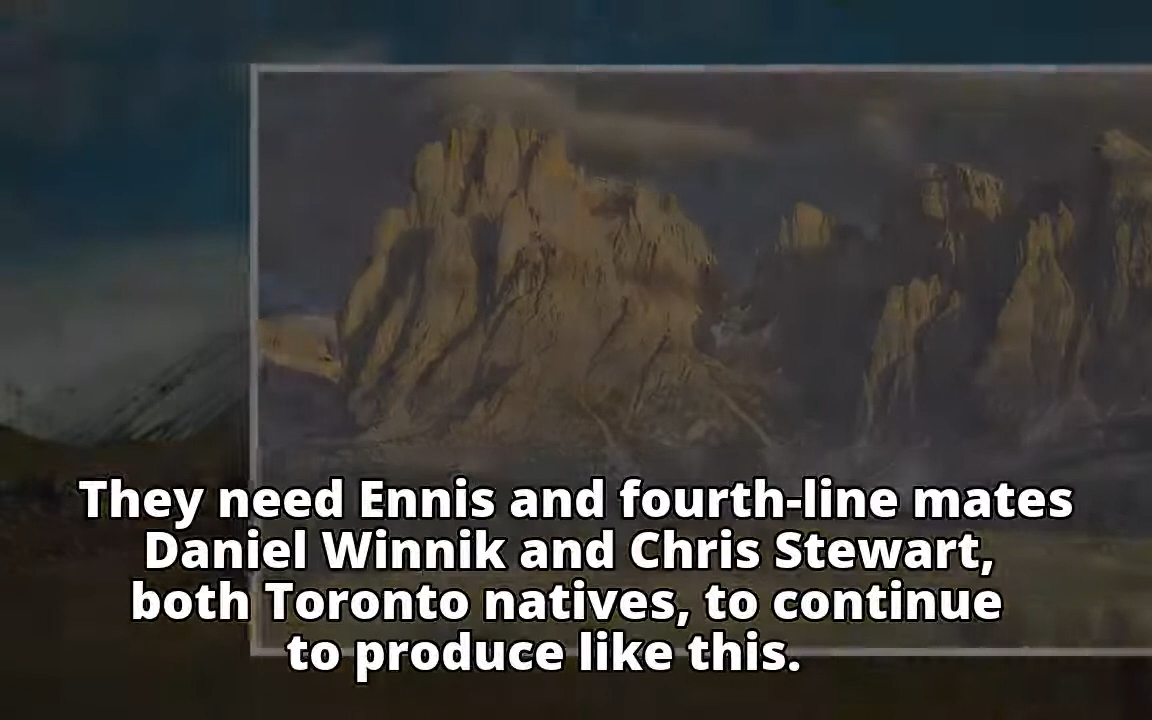 They need Ennis and fourth-line mates
Daniel Winnik and Chris Stewart,
both Toronto natives, to continue
to produce like this.